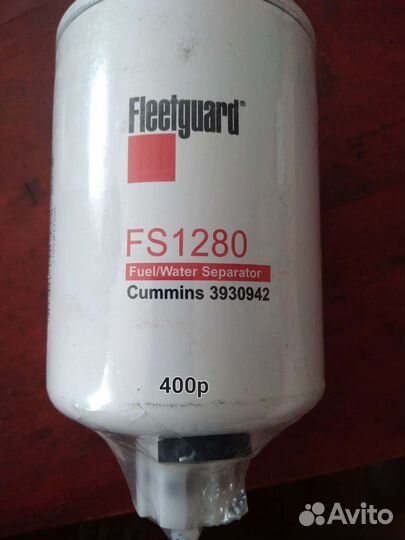 Fleetguard®
FS1280
Fuel/Water Separator
Cummins 3930942
400р
Avito